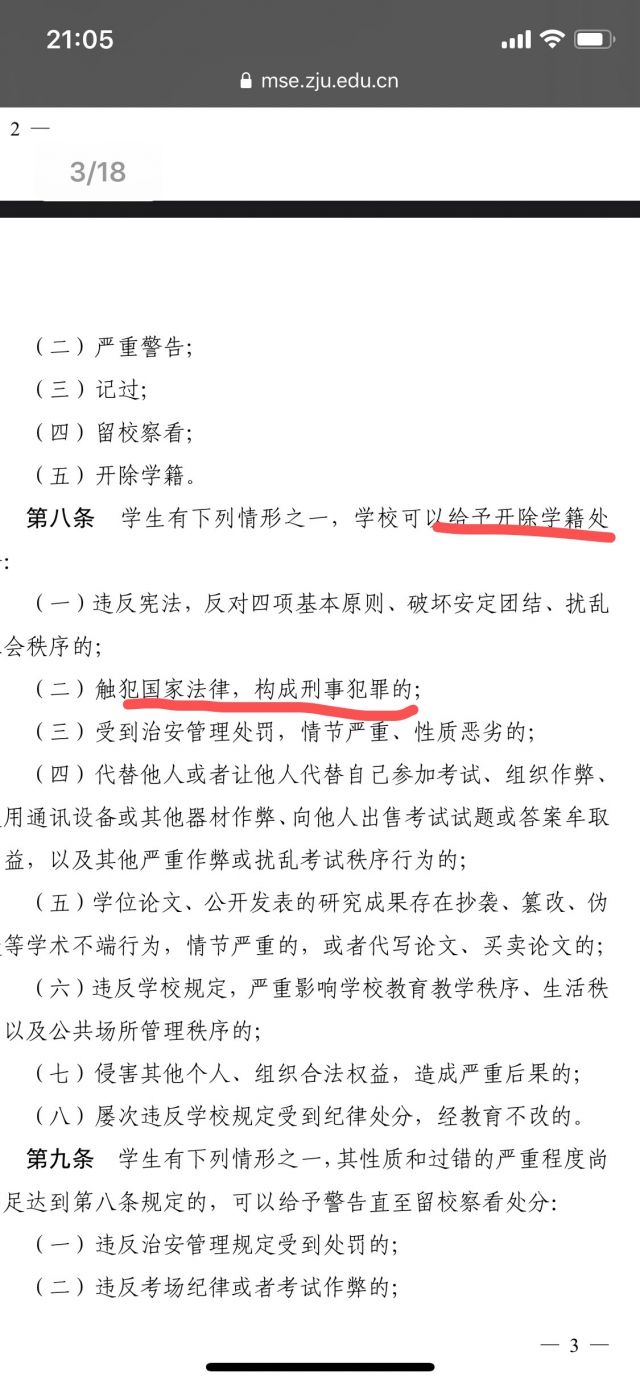 21:05
mse.zju.edu.cn
2 —
3/18
（二）严重警告；
（三）记过；
（四）留校察看；
（五）开除学籍。
第八条 学生有下列情形之一，学校可以给予开除学籍处
：
（一）违反宪法，反对四项基本原则、破坏安定团结、扰乱
会秩序的；
（二）触犯国家法律，构成刑事犯罪的；
（三）受到治安管理处罚，情节严重、性质恶劣的；
（四）代替他人或者让他人代替自己参加考试、组织作弊、
用通讯设备或其他器材作弊、向他人出售考试试题或答案牟取
益，以及其他严重作弊或扰乱考试秩序行为的；
（五）学位论文、公开发表的研究成果存在抄袭、篡改、伪
等学术不端行为，情节严重的，或者代写论文、买卖论文的；
（六）违反学校规定，严重影响学校教育教学秩序、生活秩
以及公共场所管理秩序的；
（七）侵害其他个人、组织合法权益，造成严重后果的；
（八）屡次违反学校规定受到纪律处分，经教育不改的。
第九条 学生有下列情形之一，其性质和过错的严重程度尚
足达到第八条规定的，可以给予警告直至留校察看处分：
（一）违反治安管理规定受到处罚的；
（二）违反考场纪律或者考试作弊的；
— 3 —